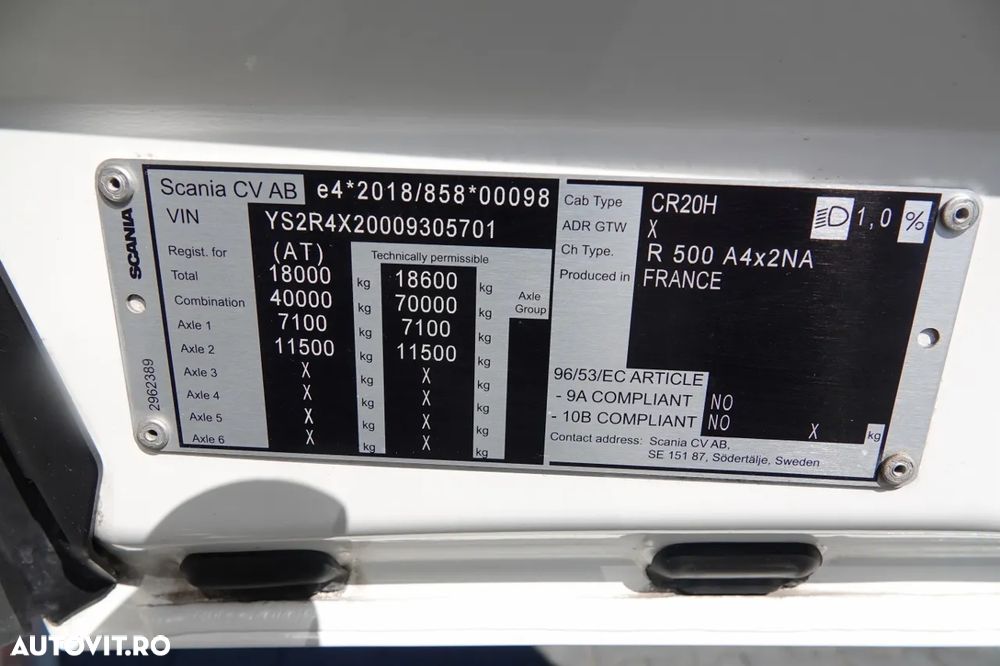 Scania CV AB e4*2018/858*00098
VIN YS2R4X20009305701
Regist. for (AT) Technically permissible
Total 18000 kg 18600 kg
Combination 40000 kg 70000 kg Axle Group
Axle 1 7100 kg 7100 kg
Axle 2 11500 kg 11500 kg
Axle 3 X kg X kg
Axle 4 X kg X kg
Axle 5 X kg X kg
Axle 6 X kg X kg
Cab Type CR20H 1,0 %
ADR GTW X
Ch Type. R 500 A4x2NA
Produced in FRANCE
96/53/EC ARTICLE
- 9A COMPLIANT NO
- 10B COMPLIANT NO X kg
Contact address: Scania CV AB,
SE 151 87, Södertälje, Sweden
SCANIA
2962389
AUTOVIT.RO